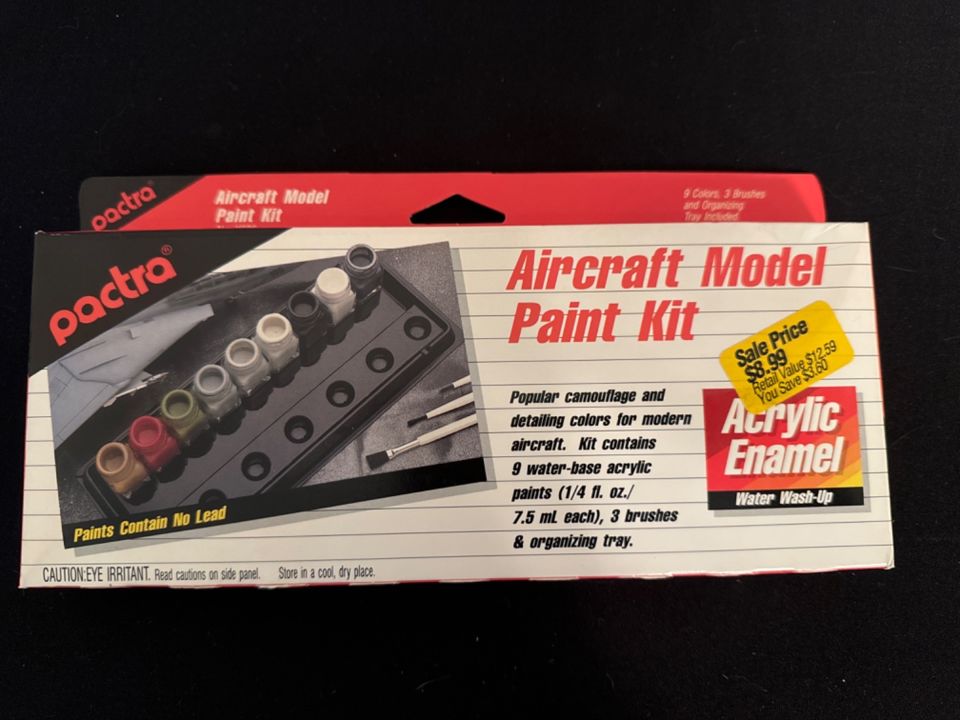 pactra
Aircraft Model
Paint Kit
9 Colors, 3 Brushes
and Organizing
Tray Included
pactra®
Aircraft Model
Paint Kit
Sale Price
$8.99
Retail Value $12.59
You Save $3.60
Popular camouflage and
detailing colors for modern
aircraft. Kit contains
9 water-base acrylic
paints (1/4 fl. oz./
7.5 mL each), 3 brushes
& organizing tray.
Acrylic
Enamel
Water Wash-Up
Paints Contain No Lead
CAUTION:EYE IRRITANT. Read cautions on side panel. Store in a cool, dry place.